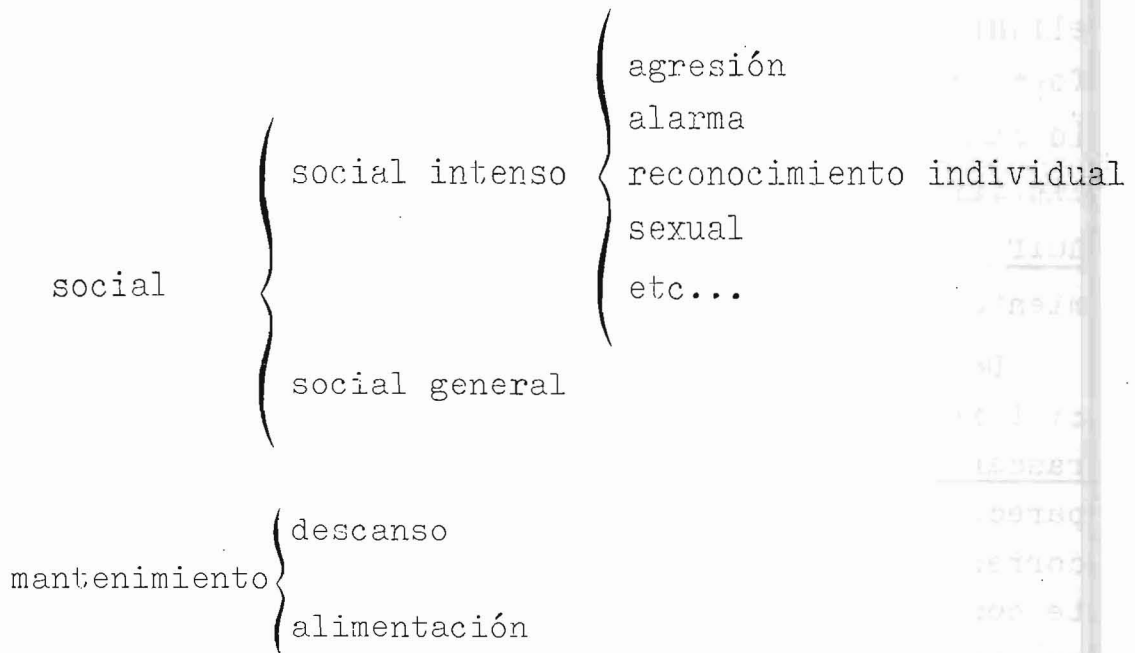 agresión
alarma
social intenso
reconocimiento individual
sexual
social
etc...
social general
descanso
mantenimiento
alimentación